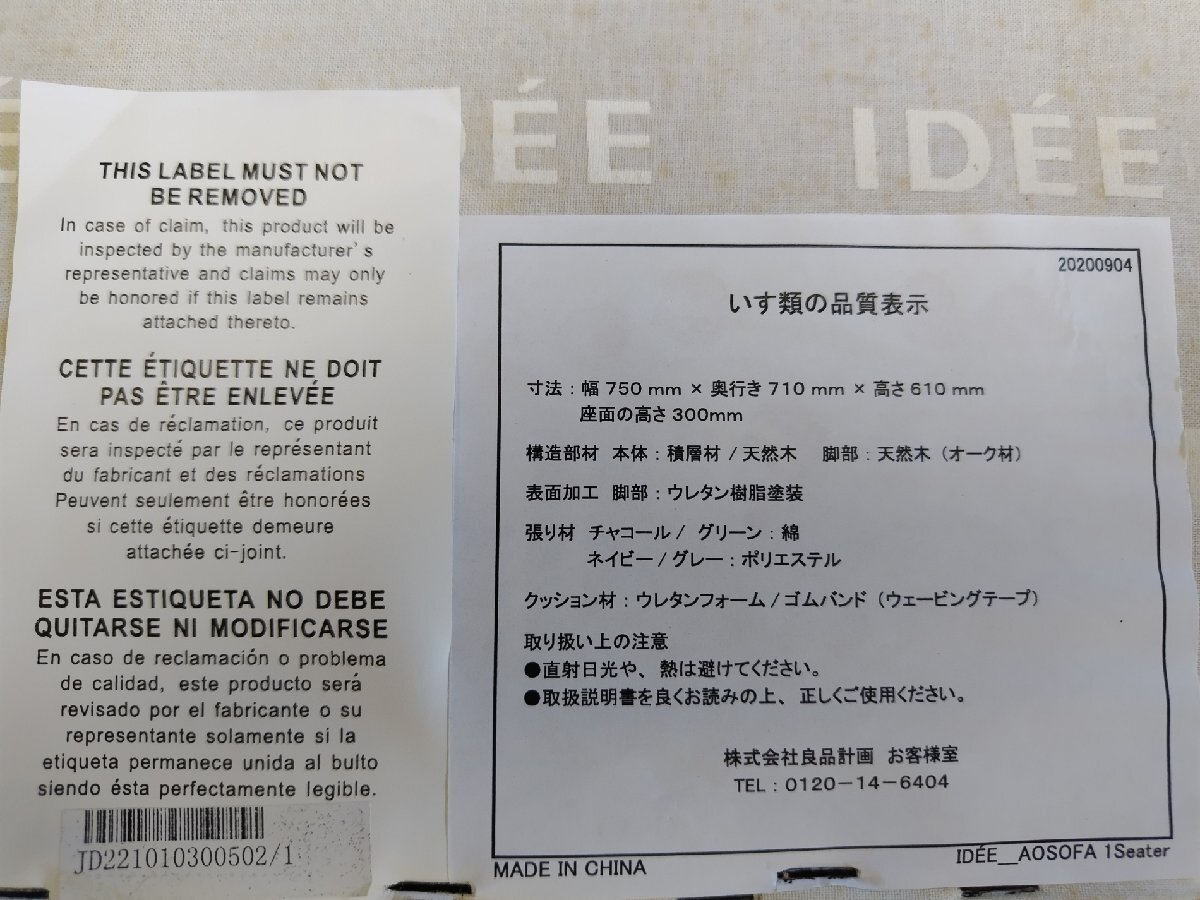 IDÉE
IDÉE
THIS LABEL MUST NOT
BE REMOVED
In case of claim, this product will be
inspected by the manufacturer's
representative and claims may only
be honored if this label remains
attached thereto.
CETTE ÉTIQUETTE NE DOIT
PAS ÊTRE ENLEVÉE
En cas de réclamation, ce produit
sera inspecté par le représentant
du fabricant et des réclamations
Peuvent seulement être honorées
si cette étiquette demeure
attachée ci-joint.
ESTA ESTIQUETA NO DEBE
QUITARSE NI MODIFICARSE
En caso de reclamación o problema
de calidad, este producto será
revisado por el fabricante o su
representante solamente si la
etiqueta permanece unida al bulto
siendo ésta perfectamente legible.
JD221010300502/1
20200904
いす類の品質表示
寸法：幅 750 mm × 奥行き 710 mm × 高さ 610 mm
座面の高さ 300mm
構造部材 本体：積層材 / 天然木 脚部：天然木（オーク材）
表面加工 脚部：ウレタン樹脂塗装
張り材 チャコール / グリーン：綿
ネイビー / グレー：ポリエステル
クッション材：ウレタンフォーム / ゴムバンド（ウェービングテープ）
取り扱い上の注意
●直射日光や、熱は避けてください。
●取扱説明書を良くお読みの上、正しくご使用ください。
株式会社良品計画 お客様室
TEL：0120－14－6404
MADE IN CHINA
IDÉE__AOSOFA 1Seater